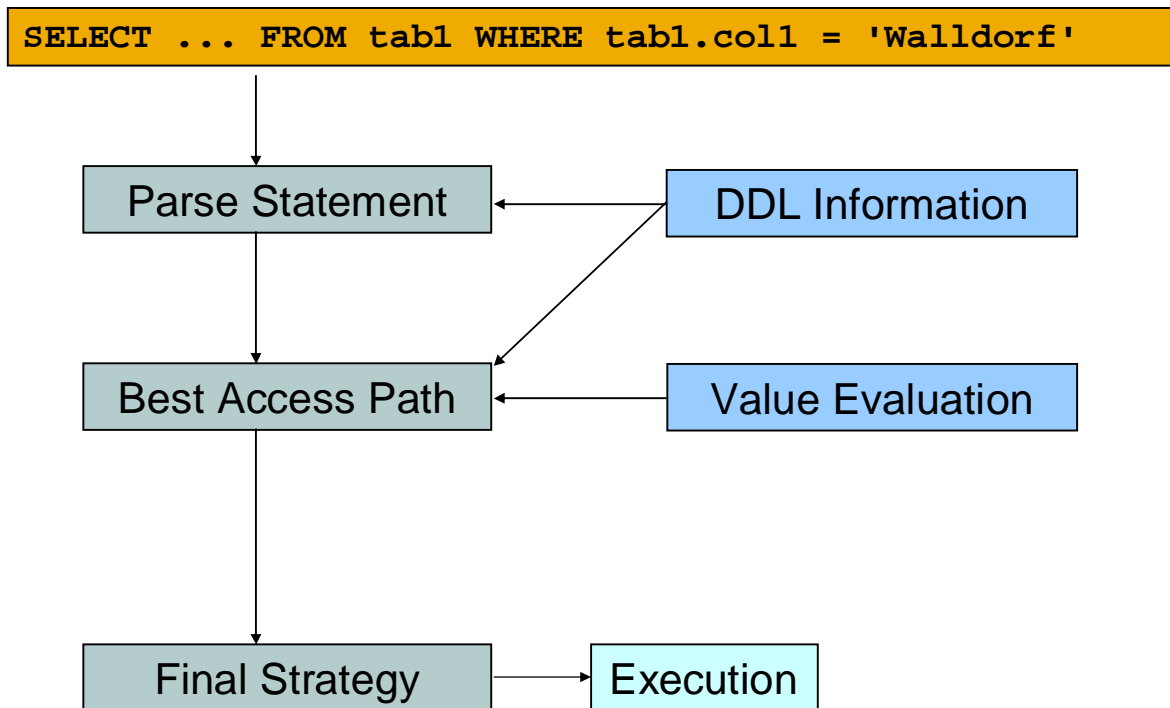 SELECT ... FROM tab1 WHERE tab1.col1 = 'Walldorf'
Parse Statement
DDL Information
Best Access Path
Value Evaluation
Final Strategy
Execution